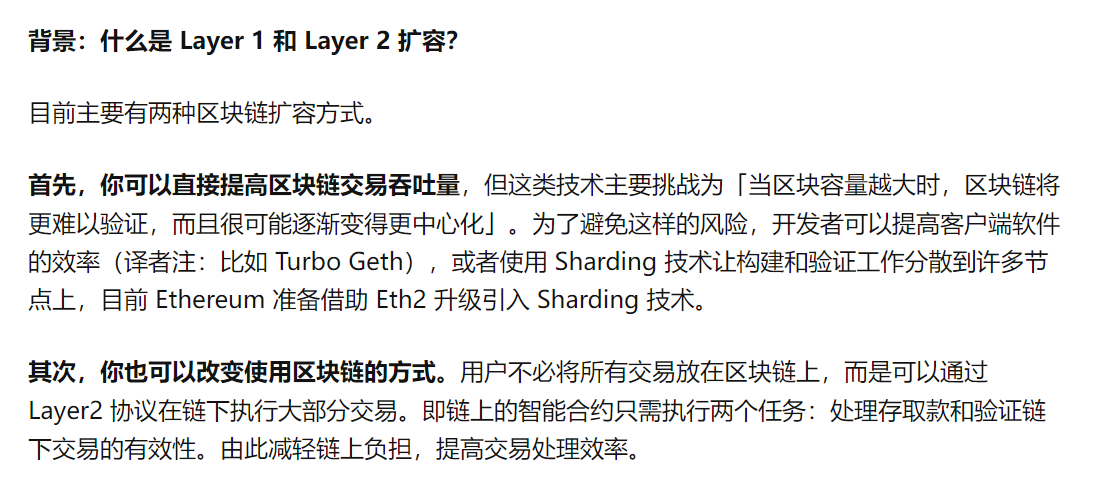 背景：什么是 Layer 1 和 Layer 2 扩容？
目前主要有两种区块链扩容方式。
首先，你可以直接提高区块链交易吞吐量，但这类技术主要挑战为「当区块容量越大时，区块链将
更难以验证，而且很可能逐渐变得更中心化」。为了避免这样的风险，开发者可以提高客户端软件
的效率（译者注：比如 Turbo Geth），或者使用 Sharding 技术让构建和验证工作分散到许多节
点上，目前 Ethereum 准备借助 Eth2 升级引入 Sharding 技术。
其次，你也可以改变使用区块链的方式。用户不必将所有交易放在区块链上，而是可以通过
Layer2 协议在链下执行大部分交易。即链上的智能合约只需执行两个任务：处理存取款和验证链
下交易的有效性。由此减轻链上负担，提高交易处理效率。